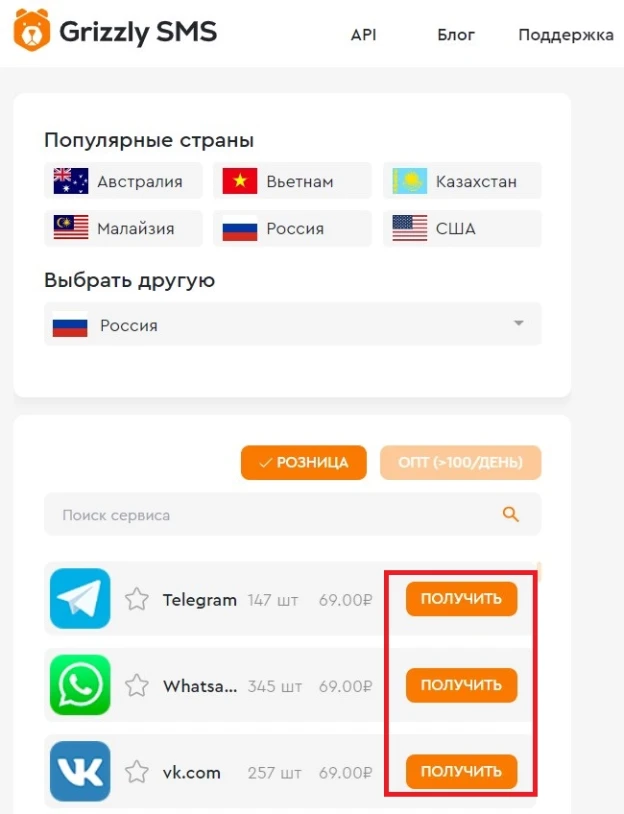 Grizzly SMS API Блог Поддержка
Популярные страны
Австралия Вьетнам Казахстан
Малайзия Россия США
Выбрать другую
Россия
РОЗНИЦА ОПТ (>100/ДЕНЬ)
Поиск сервиса
Telegram 147 шт 69.00₽ ПОЛУЧИТЬ
Whatsa... 345 шт 69.00₽ ПОЛУЧИТЬ
vk.com 257 шт 69.00₽ ПОЛУЧИТЬ